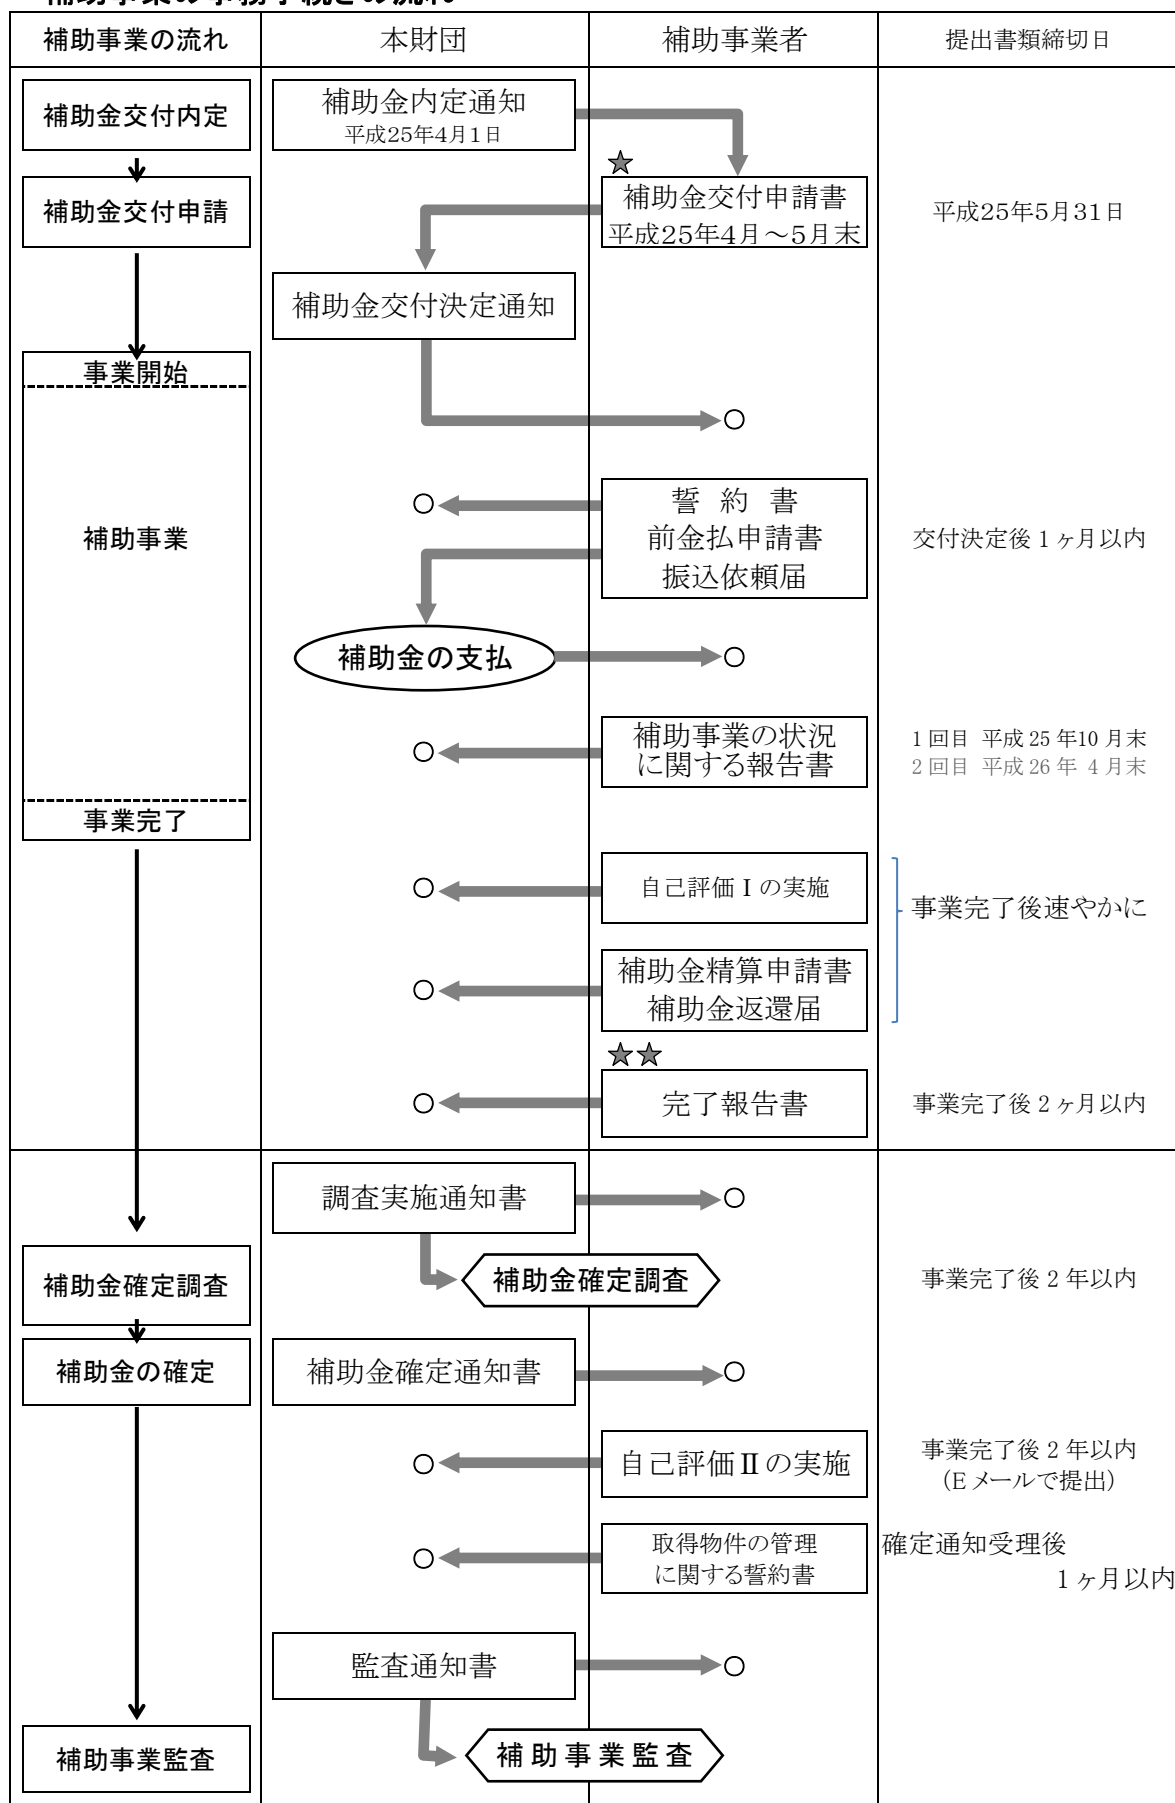 補助事業の事務手続きの流れ
補助事業の流れ
本財団
補助事業者
提出書類締切日
補助金交付内定
補助金内定通知
平成25年4月1日
★
補助金交付申請
補助金交付申請書
平成25年4月～5月末
平成25年5月31日
補助金交付決定通知
事業開始
○
補助事業
○
誓 約 書
前金払申請書
振込依頼届
交付決定後 1 ヶ月以内
補助金の支払
○
○
補助事業の状況
に関する報告書
1 回目 平成 25 年10 月末
2 回目 平成 26 年 4 月末
事業完了
○
自己評価 I の実施
事業完了後速やかに
○
補助金精算申請書
補助金返還届
★★
○
完了報告書
事業完了後 2 ヶ月以内
調査実施通知書
○
補助金確定調査
補助金確定調査
事業完了後 2 年以内
補助金の確定
補助金確定通知書
○
○
自己評価Ⅱの実施
事業完了後 2 年以内
(E メールで提出)
○
取得物件の管理
に関する誓約書
確定通知受理後
1 ヶ月以内
監査通知書
○
補助事業監査
補 助 事 業 監 査